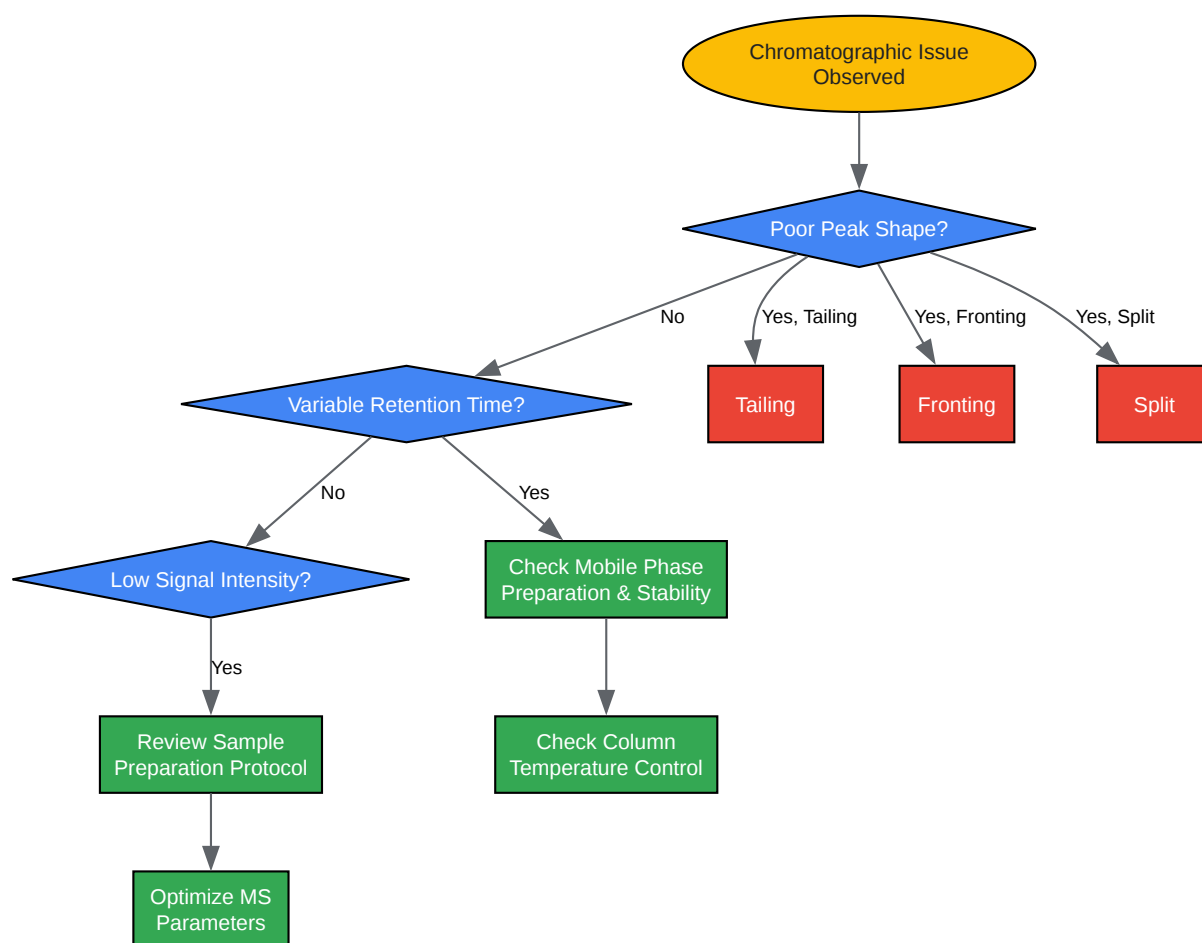 Chromatographic Issue
Observed
Poor Peak Shape?
No
Yes, Tailing
Yes, Fronting
Yes, Split
Variable Retention Time?
Tailing
Fronting
Split
No
Yes
Low Signal Intensity?
Check Mobile Phase
Preparation & Stability
Yes
Review Sample
Preparation Protocol
Check Column
Temperature Control
Optimize MS
Parameters